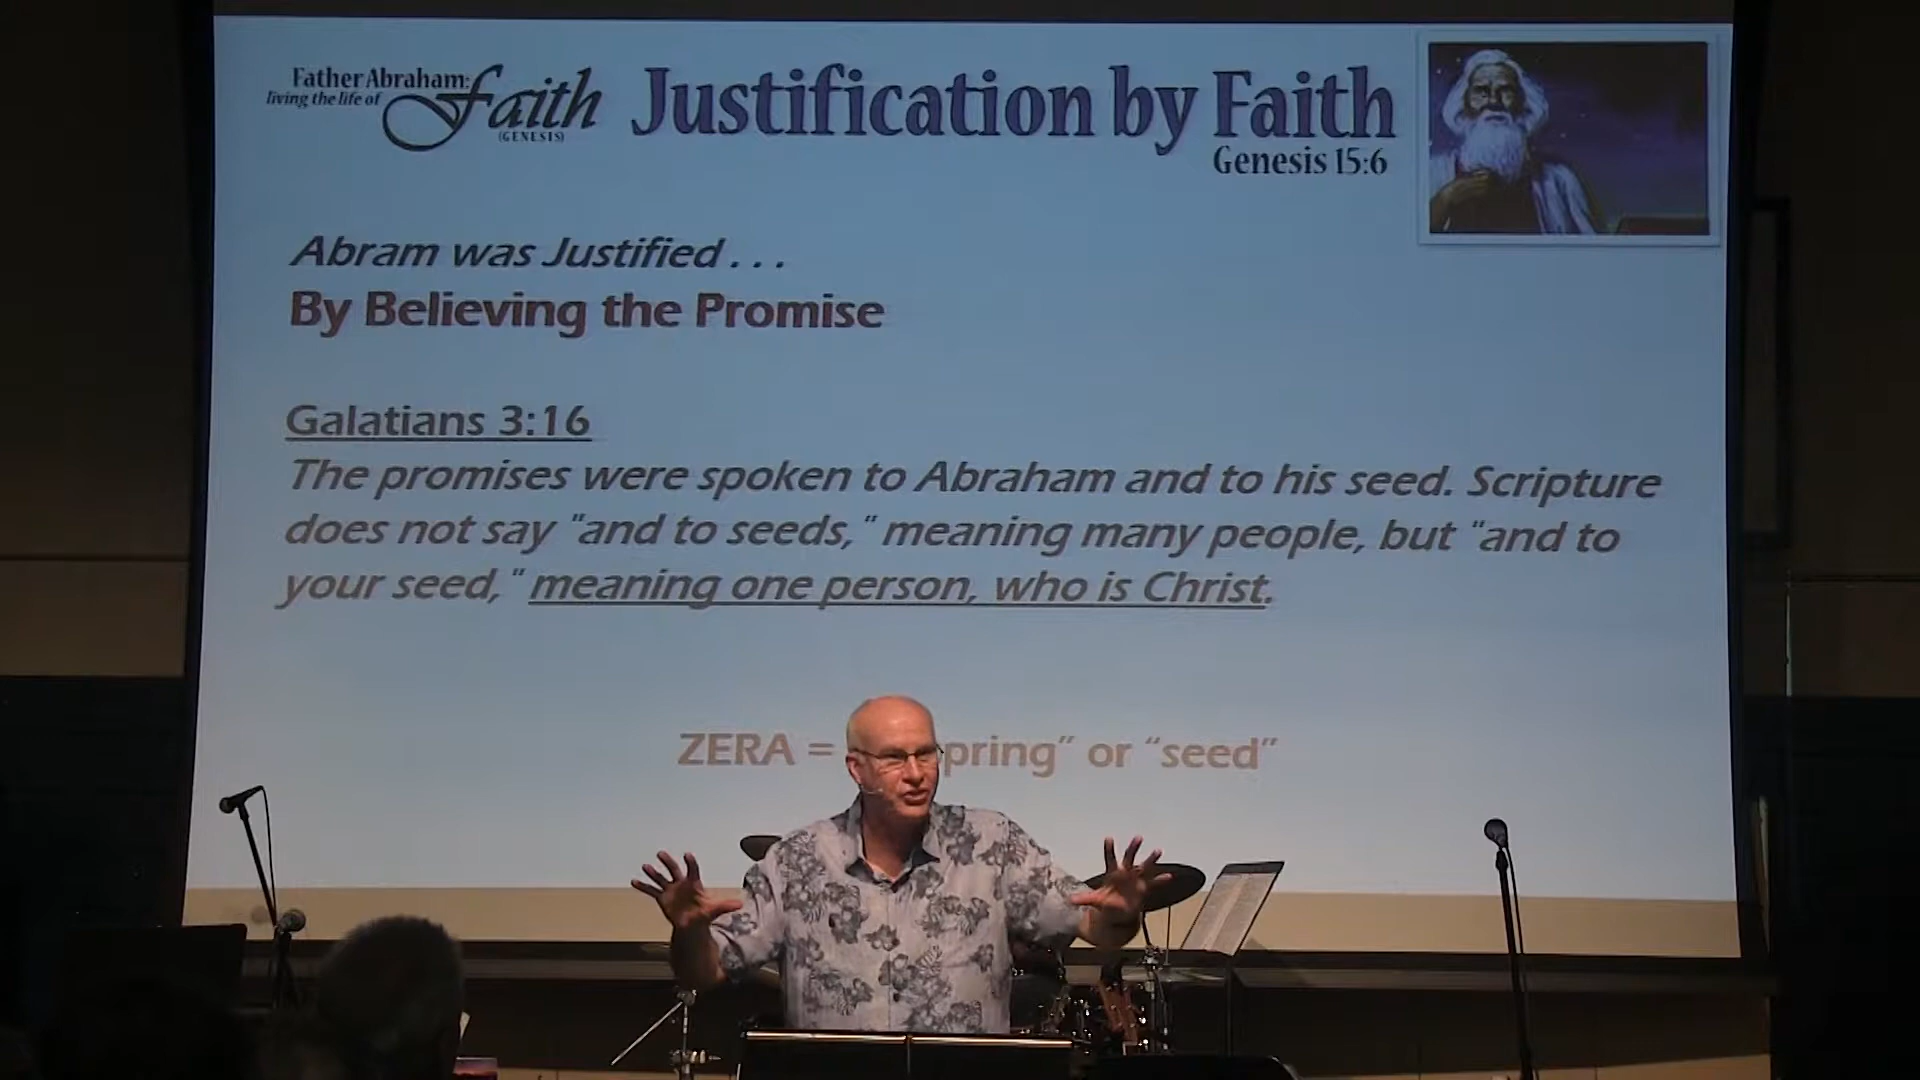 Father Abraham:
living the life of
Faith
(GENESIS)
Justification by Faith
Genesis 15:6
Abram was Justified . . .
By Believing the Promise
Galatians 3:16
The promises were spoken to Abraham and to his seed. Scripture
does not say "and to seeds," meaning many people, but "and to
your seed," meaning one person, who is Christ.
ZERA = pring” or “seed”